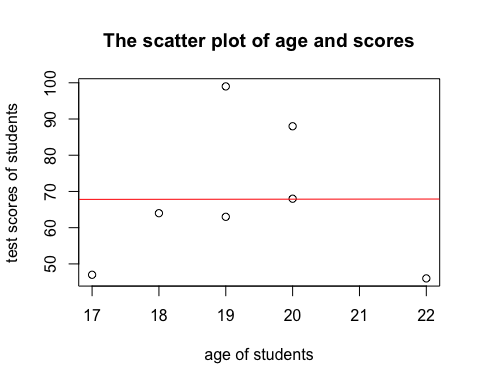 The scatter plot of age and scores
test scores of students
100
90
80
70
60
50
17 18 19 20 21 22
age of students